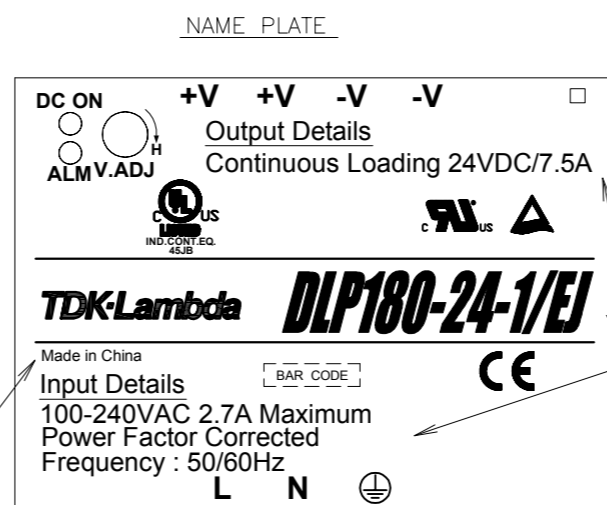 NAME PLATE
DC ON
+V +V -V -V
H
ALM V.ADJ
Output Details
Continuous Loading 24VDC/7.5A
C UL US
LISTED
IND.CONT.EQ.
45JB
c RU us
TDK-Lambda
DLP180-24-1/EJ
Made in China
BAR CODE
CE
Input Details
100-240VAC 2.7A Maximum
Power Factor Corrected
Frequency : 50/60Hz
L N